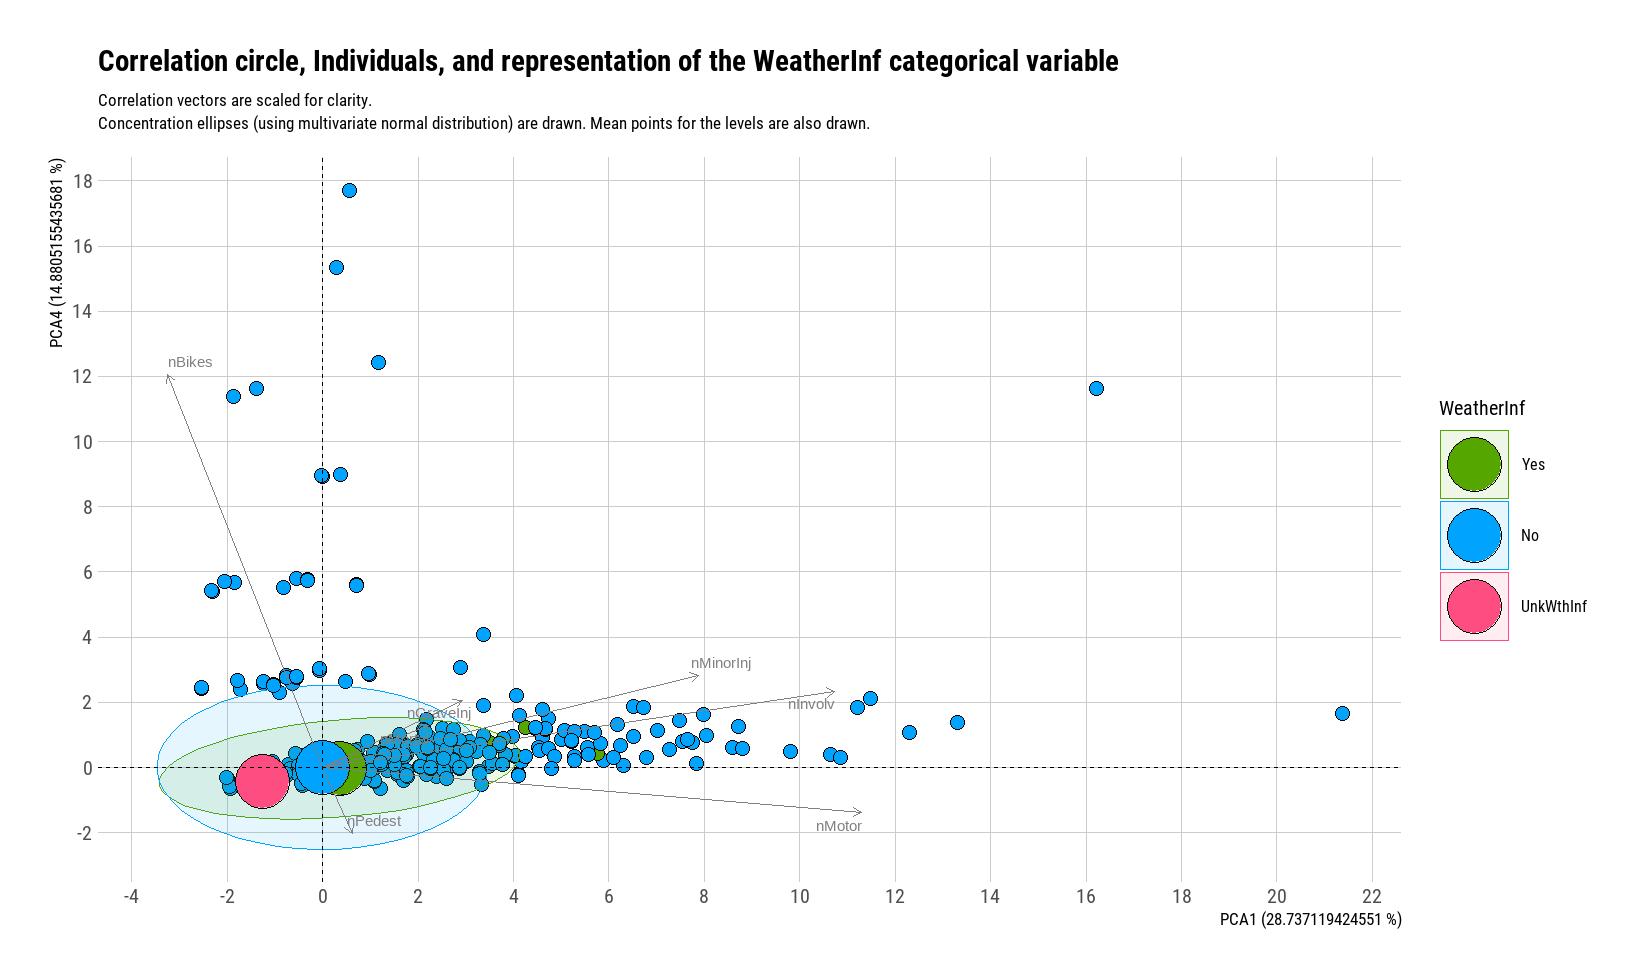 Correlation circle, Individuals, and representation of the WeatherInf categorical variable
Correlation vectors are scaled for clarity.
Concentration ellipses (using multivariate normal distribution) are drawn. Mean points for the levels are also drawn.
PCA4 (14.8805155435681 %)
18
16
14
12
10
8
6
4
2
0
-2
nBikes
nMinorInj
nInvolv
nGraveInj
nPedest
nMotor
-4
-2
0
2
4
6
8
10
12
14
16
18
20
22
PCA1 (28.737119424551 %)
WeatherInf
Yes
No
UnkWthInf